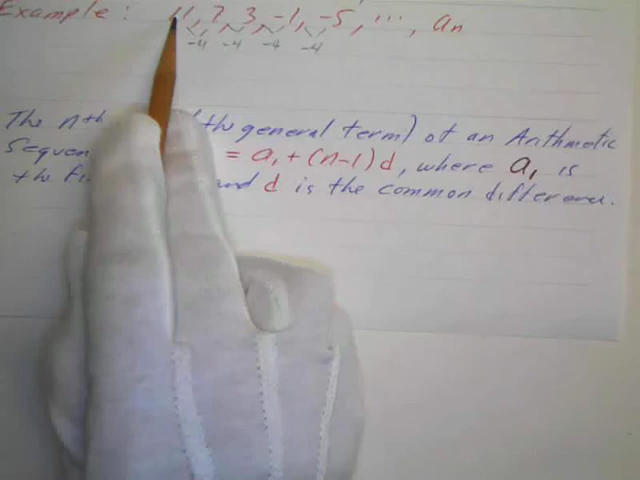 Example: 11, 7, 3, -1, -5, ..., an
-4 -4 -4 -4
The nth (the general term) of an Arithmetic
Sequen = a1 + (n-1)d, where a1 is
the fi and d is the common difference.